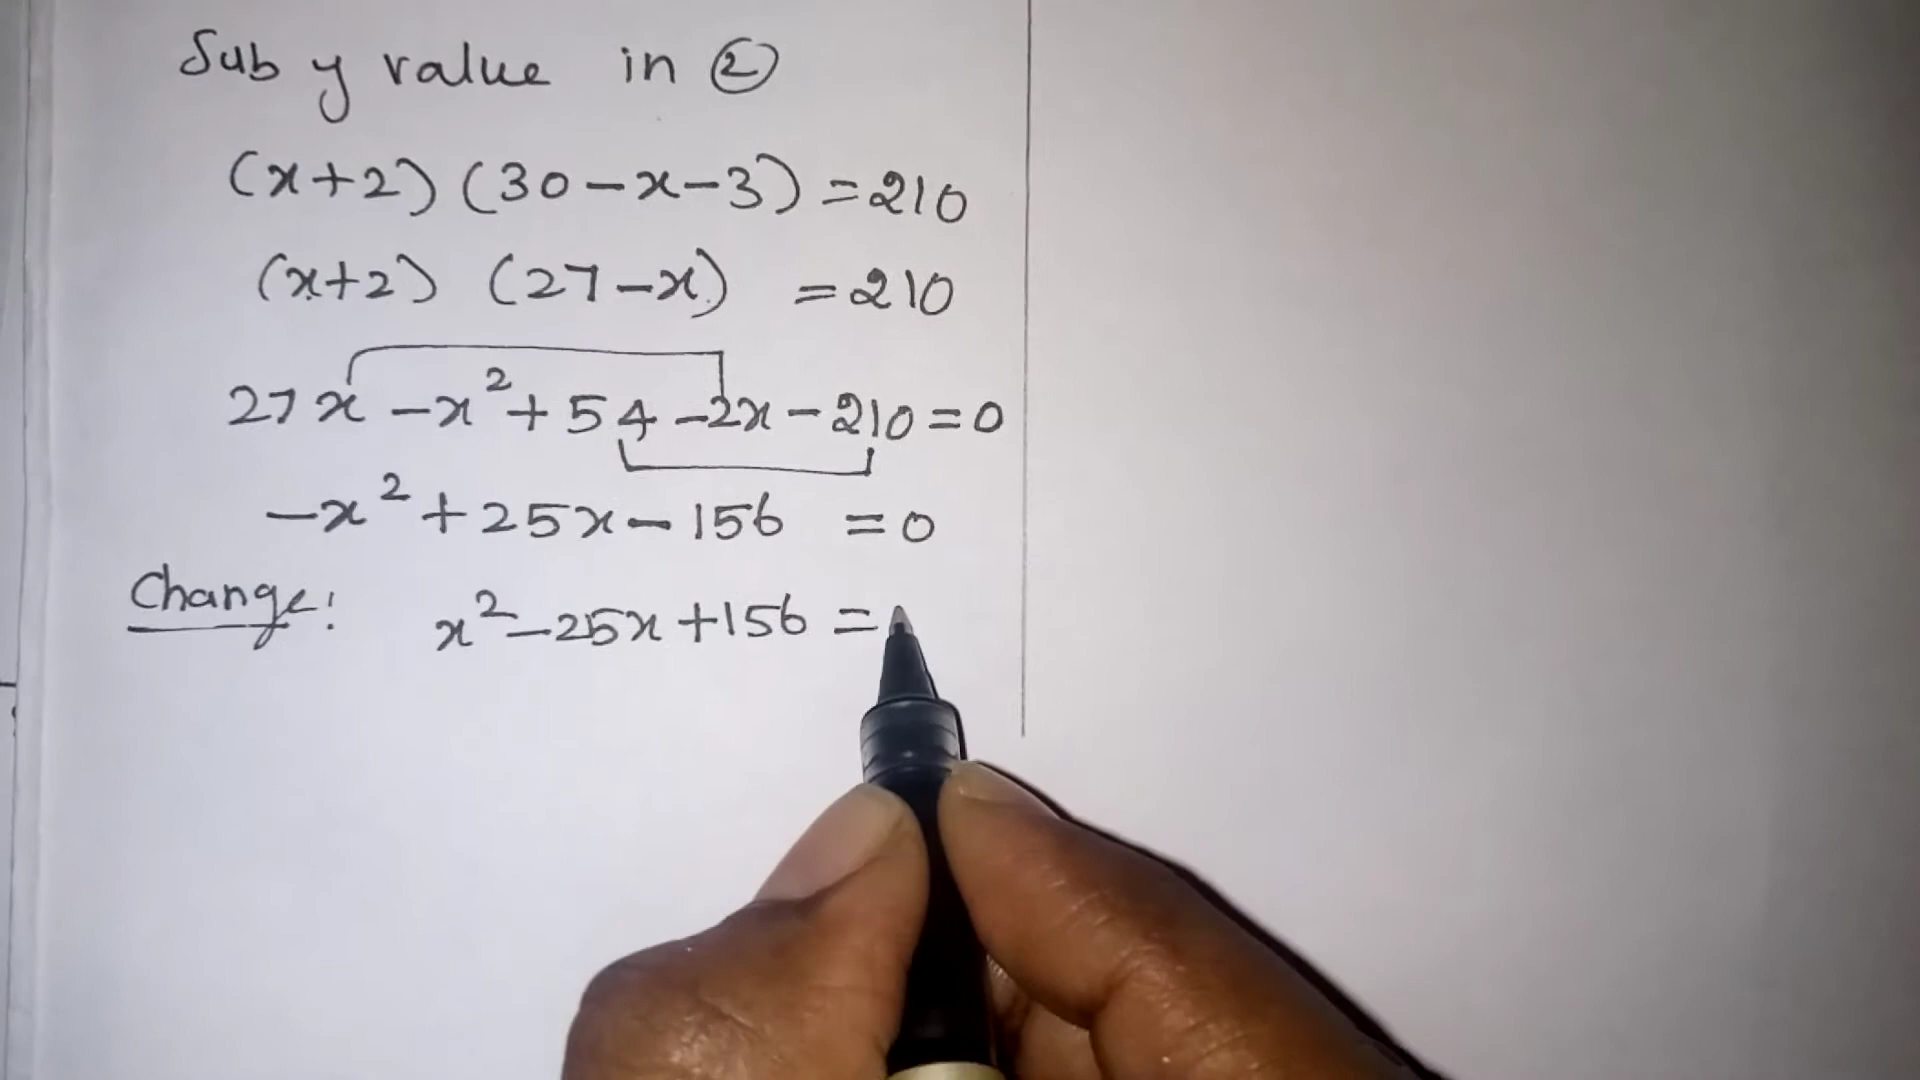 Sub y value in ②
(x+2) (30-x-3) = 210
(x+2) (27-x) = 210
27x - x² + 54 - 2x - 210 = 0
-x² + 25x - 156 = 0
Change: x² - 25x + 156 =